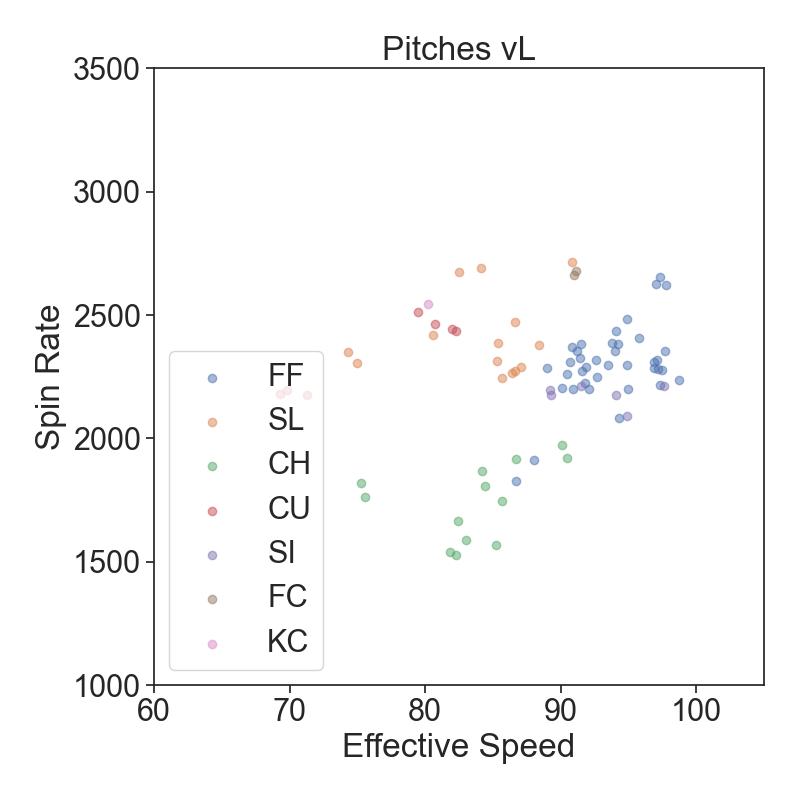 Pitches vL
3500
3000
2500
2000
1500
1000
Spin Rate
FF
SL
CH
CU
SI
FC
KC
60 70 80 90 100
Effective Speed